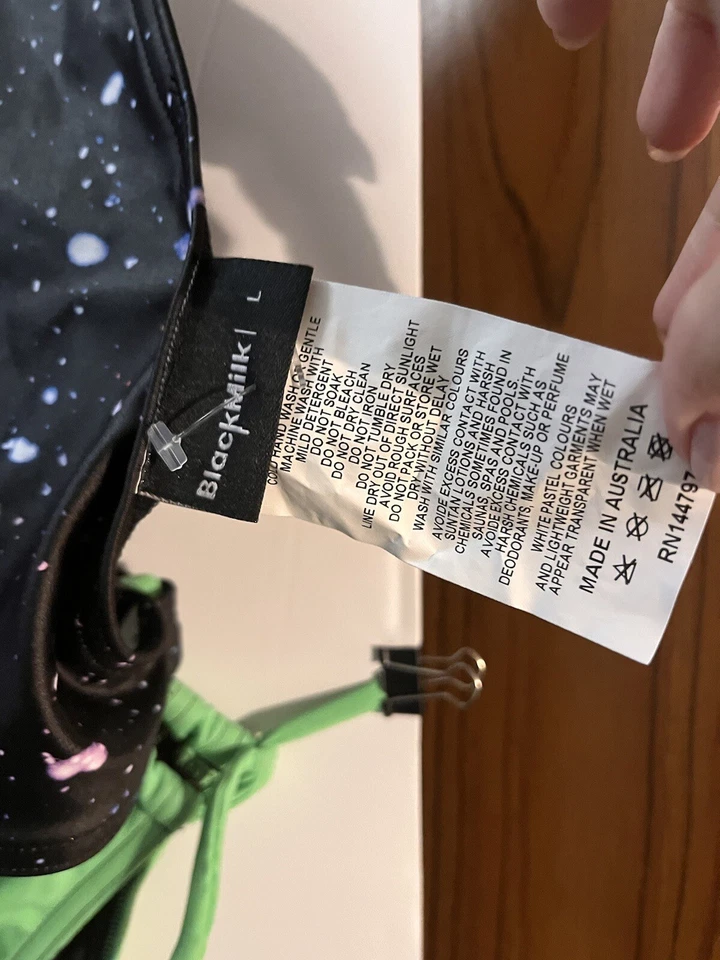 BlackMilk | L
COLD HAND WASH OR GENTLE
MACHINE WASH WITH
MILD DETERGENT
DO NOT SOAK
DO NOT BLEACH
DO NOT DRY CLEAN
DO NOT IRON
DO NOT TUMBLE DRY
LINE DRY OUT OF DIRECT SUNLIGHT
AVOID ROUGH SURFACES
DO NOT PACK OR STORE WET
DRY WITHOUT DELAY
WASH WITH SIMILAR COLOURS
AVOIDE EXCESS CONTACT WITH
SUNTAN LOTIONS AND HARSH
CHEMICALS SOMETIMES FOUND IN
SAUNAS, SPAS AND POOLS.
AVOIDE EXCESS CONTACT WITH
HARSH CHEMICALS SUCH AS
DEODORANTS, MAKE-UP OR PERFUME
WHITE PASTEL COLOURS
AND LIGHTWEIGHT GARMENTS MAY
APPEAR TRANSPARENT WHEN WET
MADE IN AUSTRALIA
RN144797